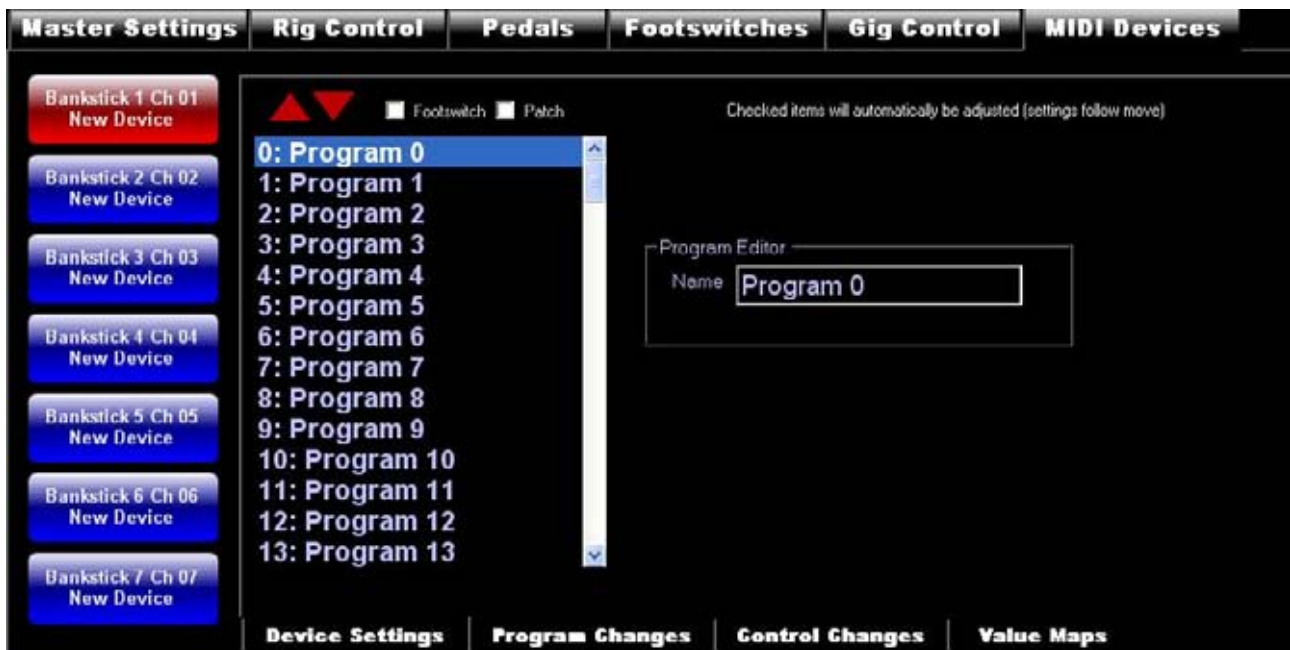 Master Settings
Rig Control
Pedals
Footswitches
Gig Control
MIDI Devices
Bankstick 1 Ch 01
New Device
Bankstick 2 Ch 02
New Device
Bankstick 3 Ch 03
New Device
Bankstick 4 Ch 04
New Device
Bankstick 5 Ch 05
New Device
Bankstick 6 Ch 06
New Device
Bankstick 7 Ch 07
New Device
Footswitch
Patch
Checked items will automatically be adjusted (settings follow move)
0: Program 0
1: Program 1
2: Program 2
3: Program 3
4: Program 4
5: Program 5
6: Program 6
7: Program 7
8: Program 8
9: Program 9
10: Program 10
11: Program 11
12: Program 12
13: Program 13
Program Editor
Name
Program 0
Device Settings
Program Changes
Control Changes
Value Maps